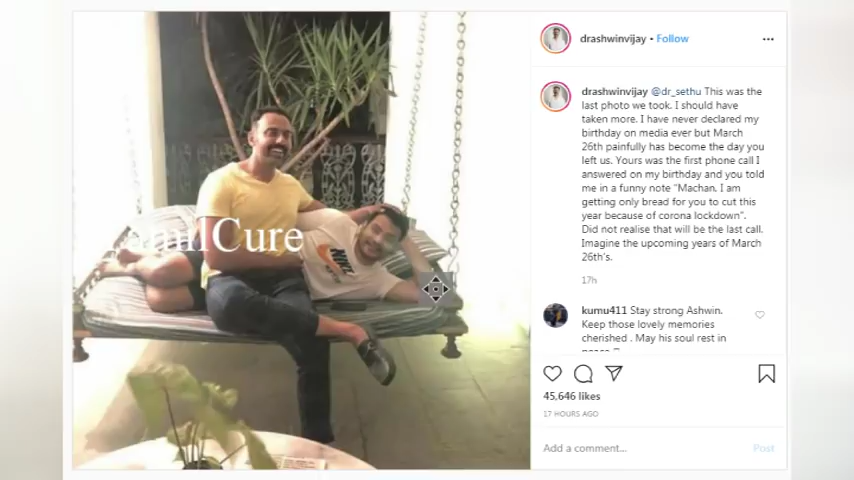 drashwinvijay • Follow
drashwinvijay @dr_sethu This was the
last photo we took. I should have
taken more. I have never declared my
birthday on media ever but March
26th painfully has become the day you
left us. Yours was the first phone call I
answered on my birthday and you told
me in a funny note "Machan, I am
getting only bread for you to cut this
year because of corona lockdown".
Did not realise that will be the last call.
Imagine the upcoming years of March
26th's.
17h
kumu411 Stay strong Ashwin.
Keep those lovely memories
cherished . May his soul rest in
peace
45,646 likes
17 HOURS AGO
Add a comment...
Post
TamilCure
NIKE